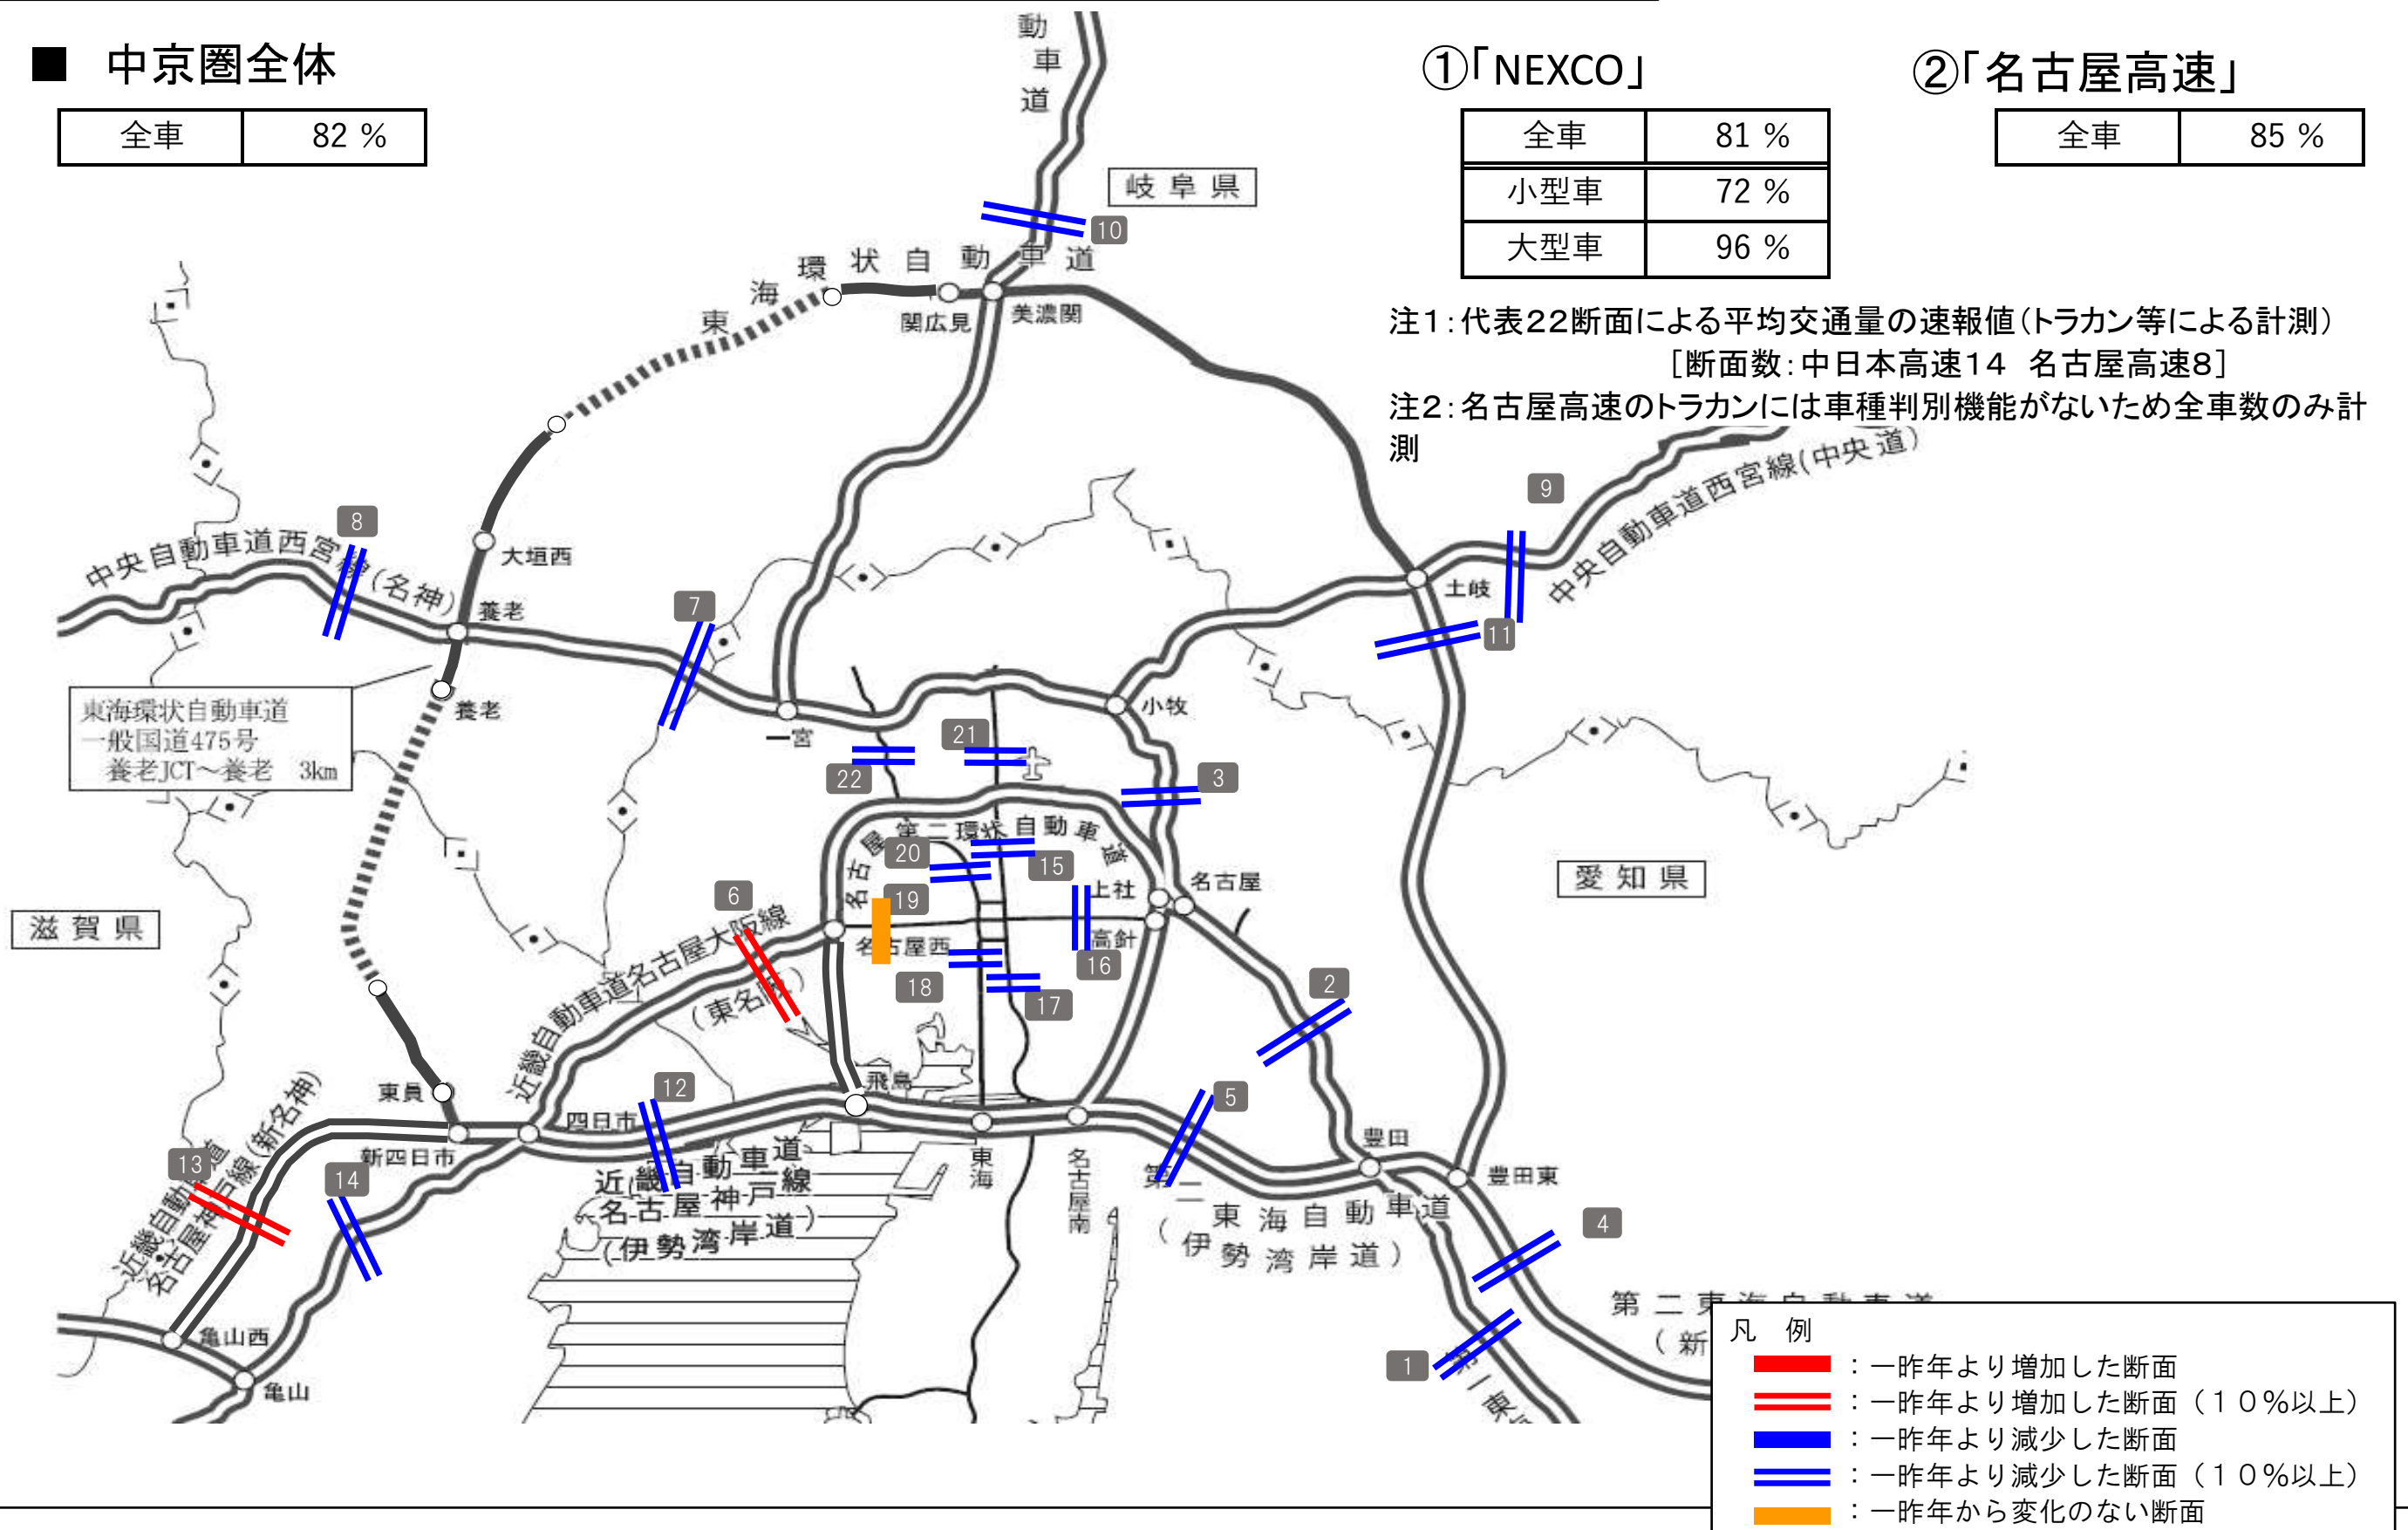 ■ 中京圏全体
全車 82 %
①「NEXCO」
全車 81 %
小型車 72 %
大型車 96 %
②「名古屋高速」
全車 85 %
注1：代表22断面による平均交通量の速報値（トラカン等による計測）
［断面数：中日本高速14 名古屋高速8］
注2：名古屋高速のトラカンには車種判別機能がないため全車数のみ計
測
動車道
岐阜県
10
東海環状自動車道
関広見
美濃関
9
中央自動車道西宮線（中央道）
8
中央自動車道西宮線（名神）
大垣西
養老
7
土岐
11
東海環状自動車道
一般国道475号
養老JCT～養老 3km
養老
一宮
小牧
21
22
3
名古屋第二環状自動車道
20
15
上社
名古屋
愛知県
6
19
滋賀県
名古屋西
高針
16
近畿自動車道名古屋大阪線
（東名阪）
18
17
2
東員
飛島
12
5
四日市
新四日市
近畿自動車道
名古屋神戸線（新名神）
13
14
近畿自動車道
名古屋神戸線
（伊勢湾岸道）
東海
名古屋南
豊田
豊田東
第二東海自動車道
（伊勢湾岸道）
4
亀山西
亀山
1
第一東
第二東海自動車道
（新
凡 例
：一昨年より増加した断面
：一昨年より増加した断面（１０％以上）
：一昨年より減少した断面
：一昨年より減少した断面（１０％以上）
：一昨年から変化のない断面